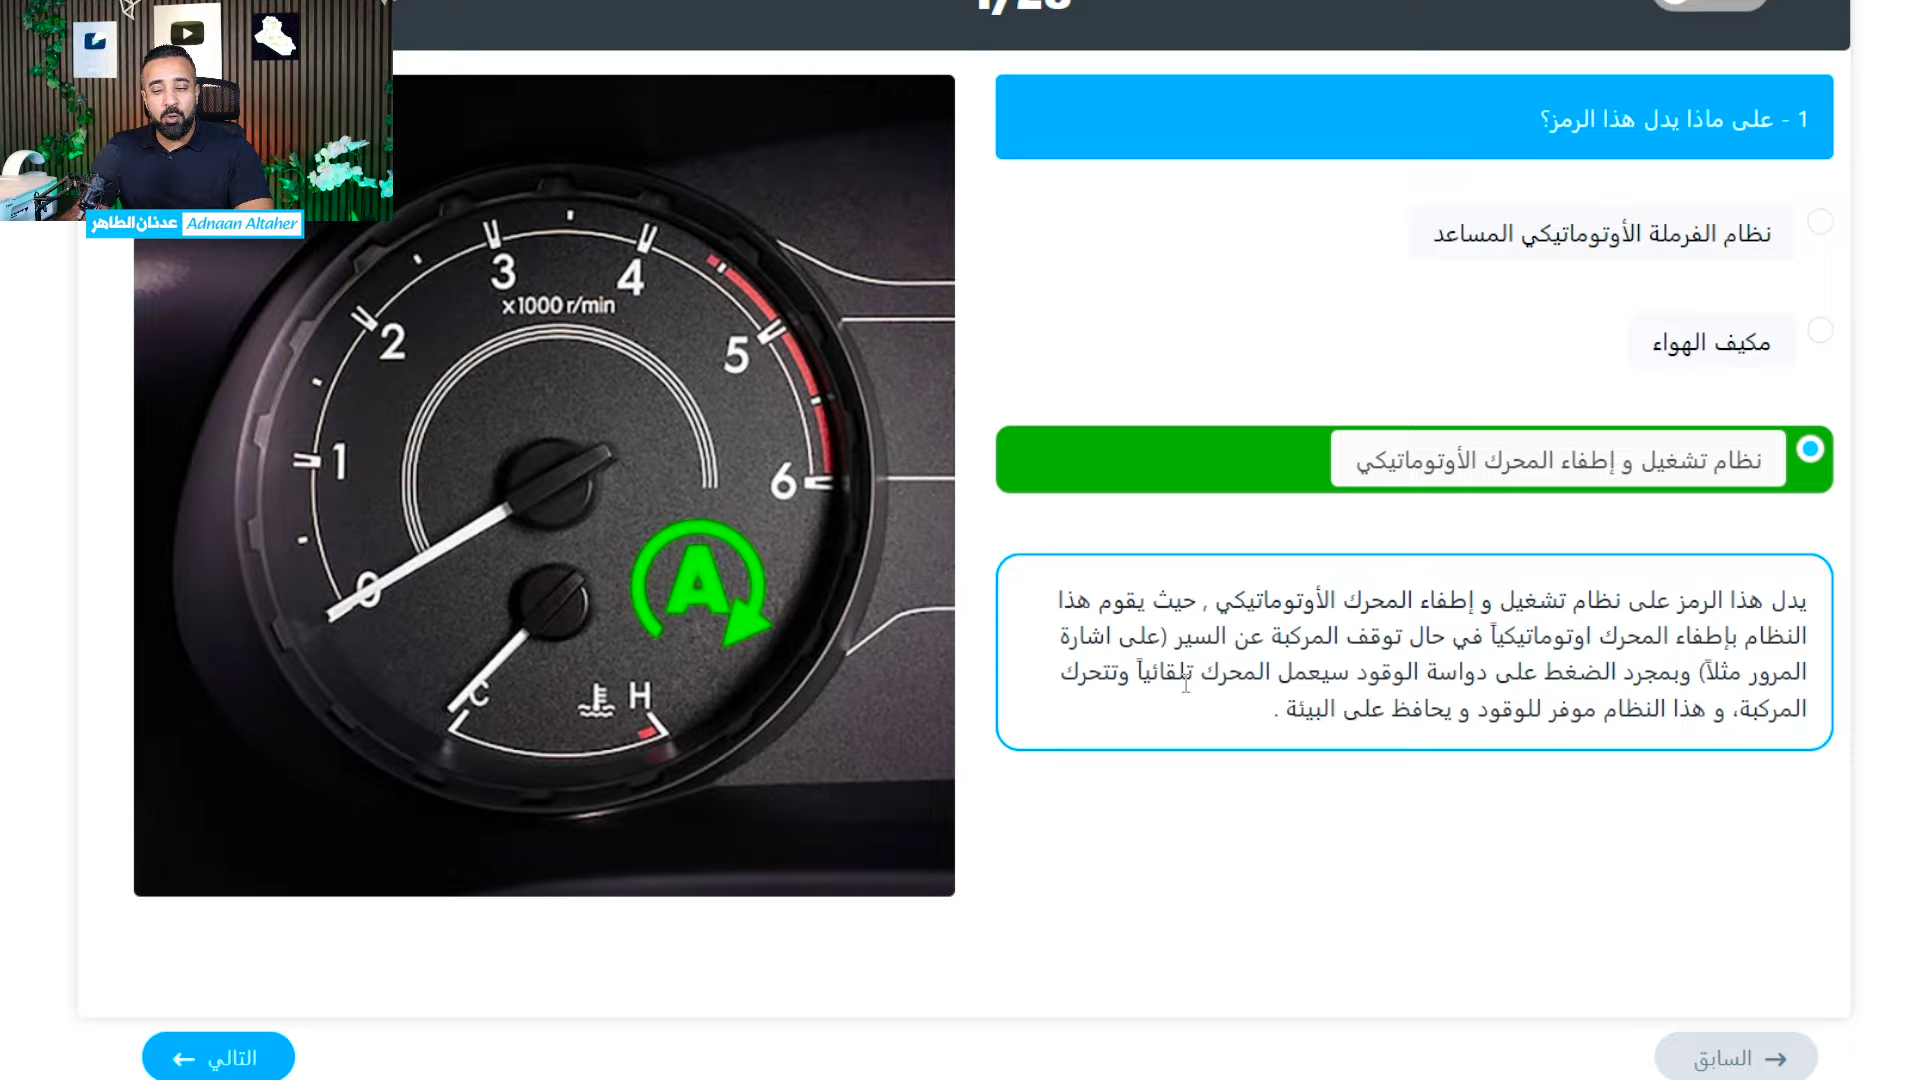 عدنان الطاهر Adnaan Altaher
1 - على ماذا يدل هذا الرمز؟
نظام الفرملة الأوتوماتيكي المساعد
مكيف الهواء
نظام تشغيل و إطفاء المحرك الأوتوماتيكي
يدل هذا الرمز على نظام تشغيل و إطفاء المحرك الأوتوماتيكي , حيث يقوم هذا
النظام بإطفاء المحرك اوتوماتيكياً في حال توقف المركبة عن السير (على اشارة
المرور مثلاً) وبمجرد الضغط على دواسة الوقود سيعمل المحرك تلقائياً وتتحرك
المركبة، و هذا النظام موفر للوقود و يحافظ على البيئة .
0 1 2 3 4 5 6
x1000 r/min
A
C H
السابق
التالي